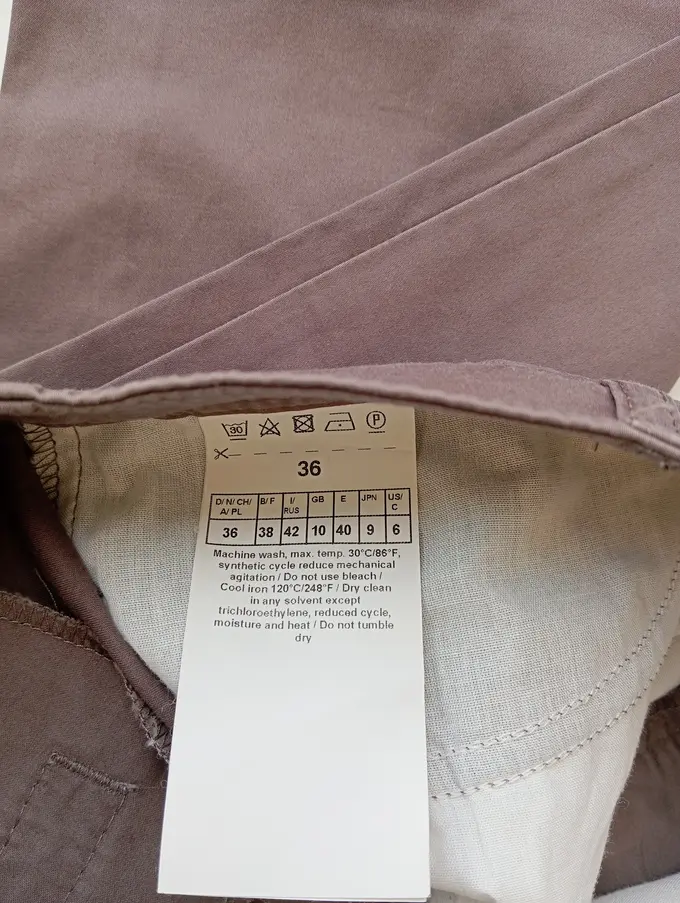 30
P
36
D/ N/ CH/ A/ PL B/ F I/ RUS GB E JPN US/ C
36 38 42 10 40 9 6
Machine wash, max. temp. 30°C/86°F,
synthetic cycle reduce mechanical
agitation / Do not use bleach /
Cool iron 120°C/248°F / Dry clean
in any solvent except
trichloroethylene, reduced cycle,
moisture and heat / Do not tumble
dry